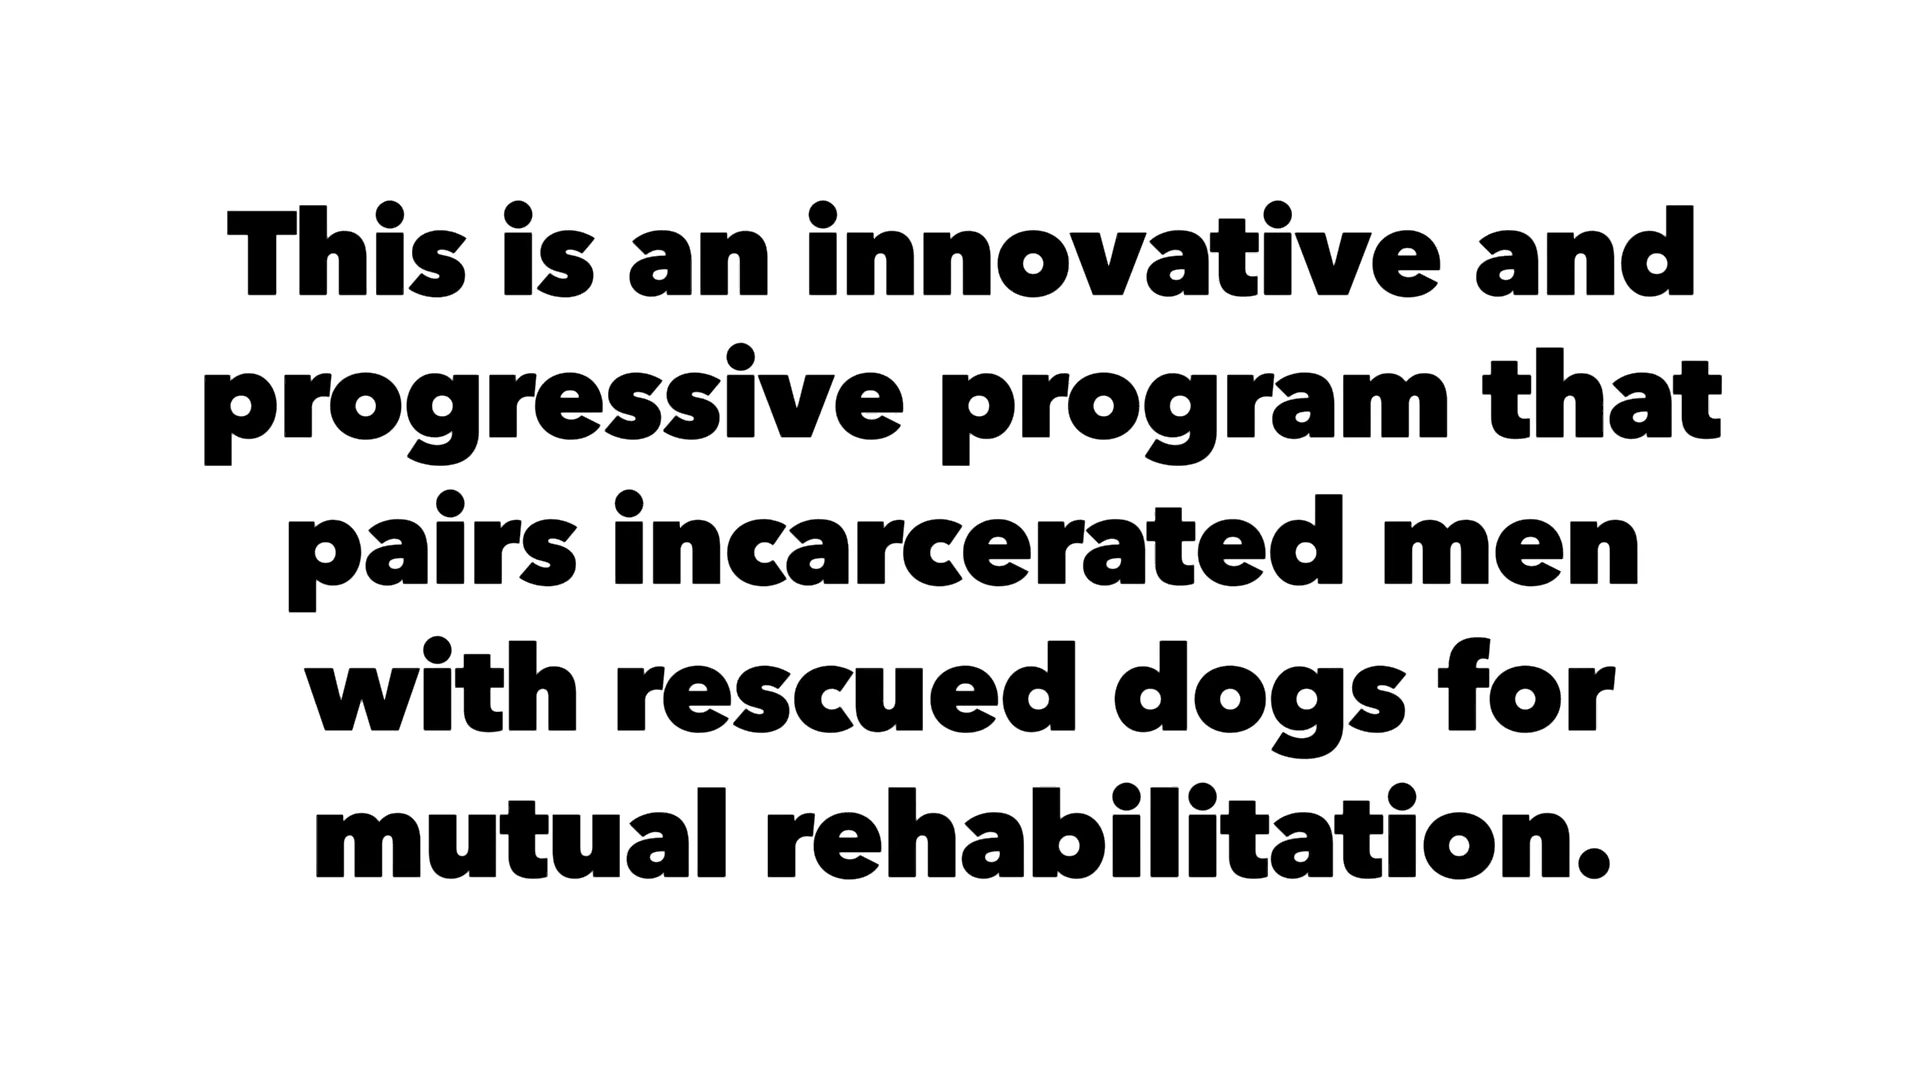 This is an innovative and
progressive program that
pairs incarcerated men
with rescued dogs for
mutual rehabilitation.